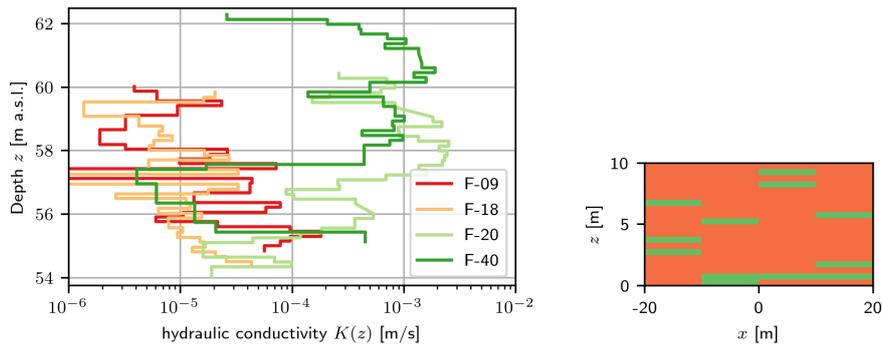 62
60
58
56
54
Depth z [m a.s.l.]
F-09
F-18
F-20
F-40
10⁻⁶
10⁻⁵
10⁻⁴
10⁻³
10⁻²
hydraulic conductivity K(z) [m/s]
10
5
0
z [m]
-20
0
20
x [m]